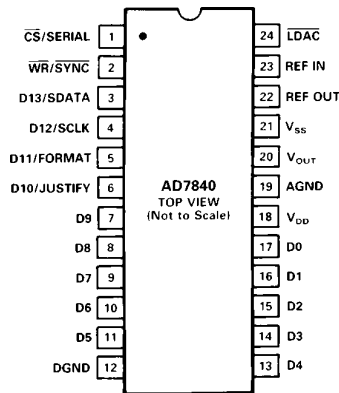 CS/SERIAL 1
WR/SYNC 2
D13/SDATA 3
D12/SCLK 4
D11/FORMAT 5
D10/JUSTIFY 6
D9 7
D8 8
D7 9
D6 10
D5 11
DGND 12
AD7840
TOP VIEW
(Not to Scale)
24 LDAC
23 REF IN
22 REF OUT
21 VSS
20 VOUT
19 AGND
18 VDD
17 D0
16 D1
15 D2
14 D3
13 D4